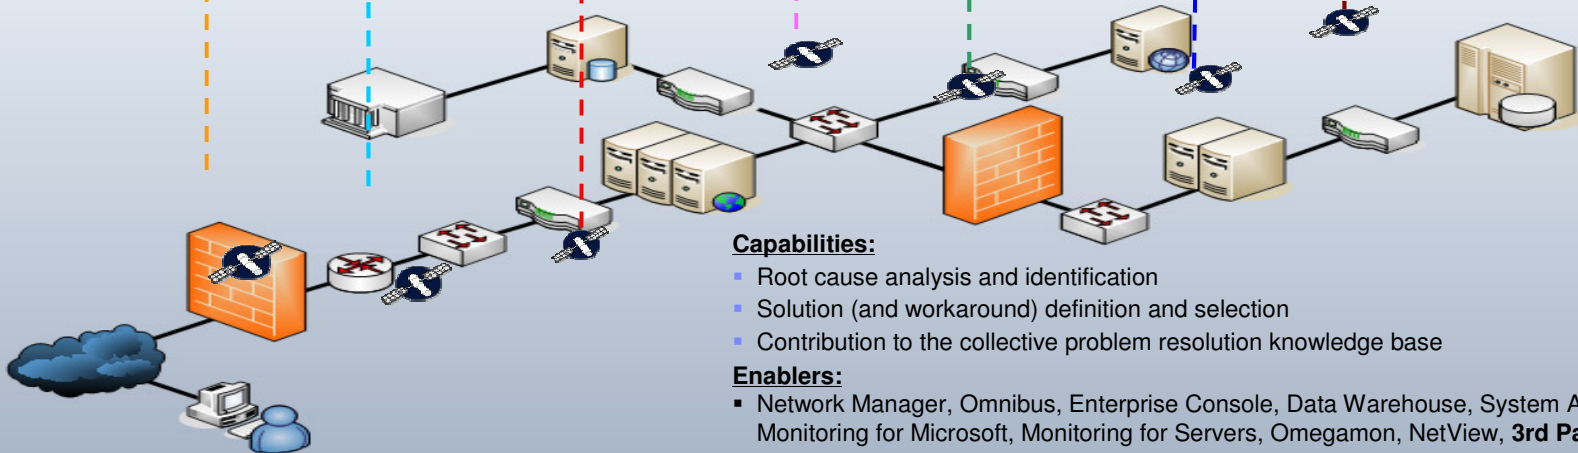 Capabilities:
Root cause analysis and identification
Solution (and workaround) definition and selection
Contribution to the collective problem resolution knowledge base
Enablers:
Network Manager, Omnibus, Enterprise Console, Data Warehouse, System A
Monitoring for Microsoft, Monitoring for Servers, Omegamon, NetView, 3rd Pa